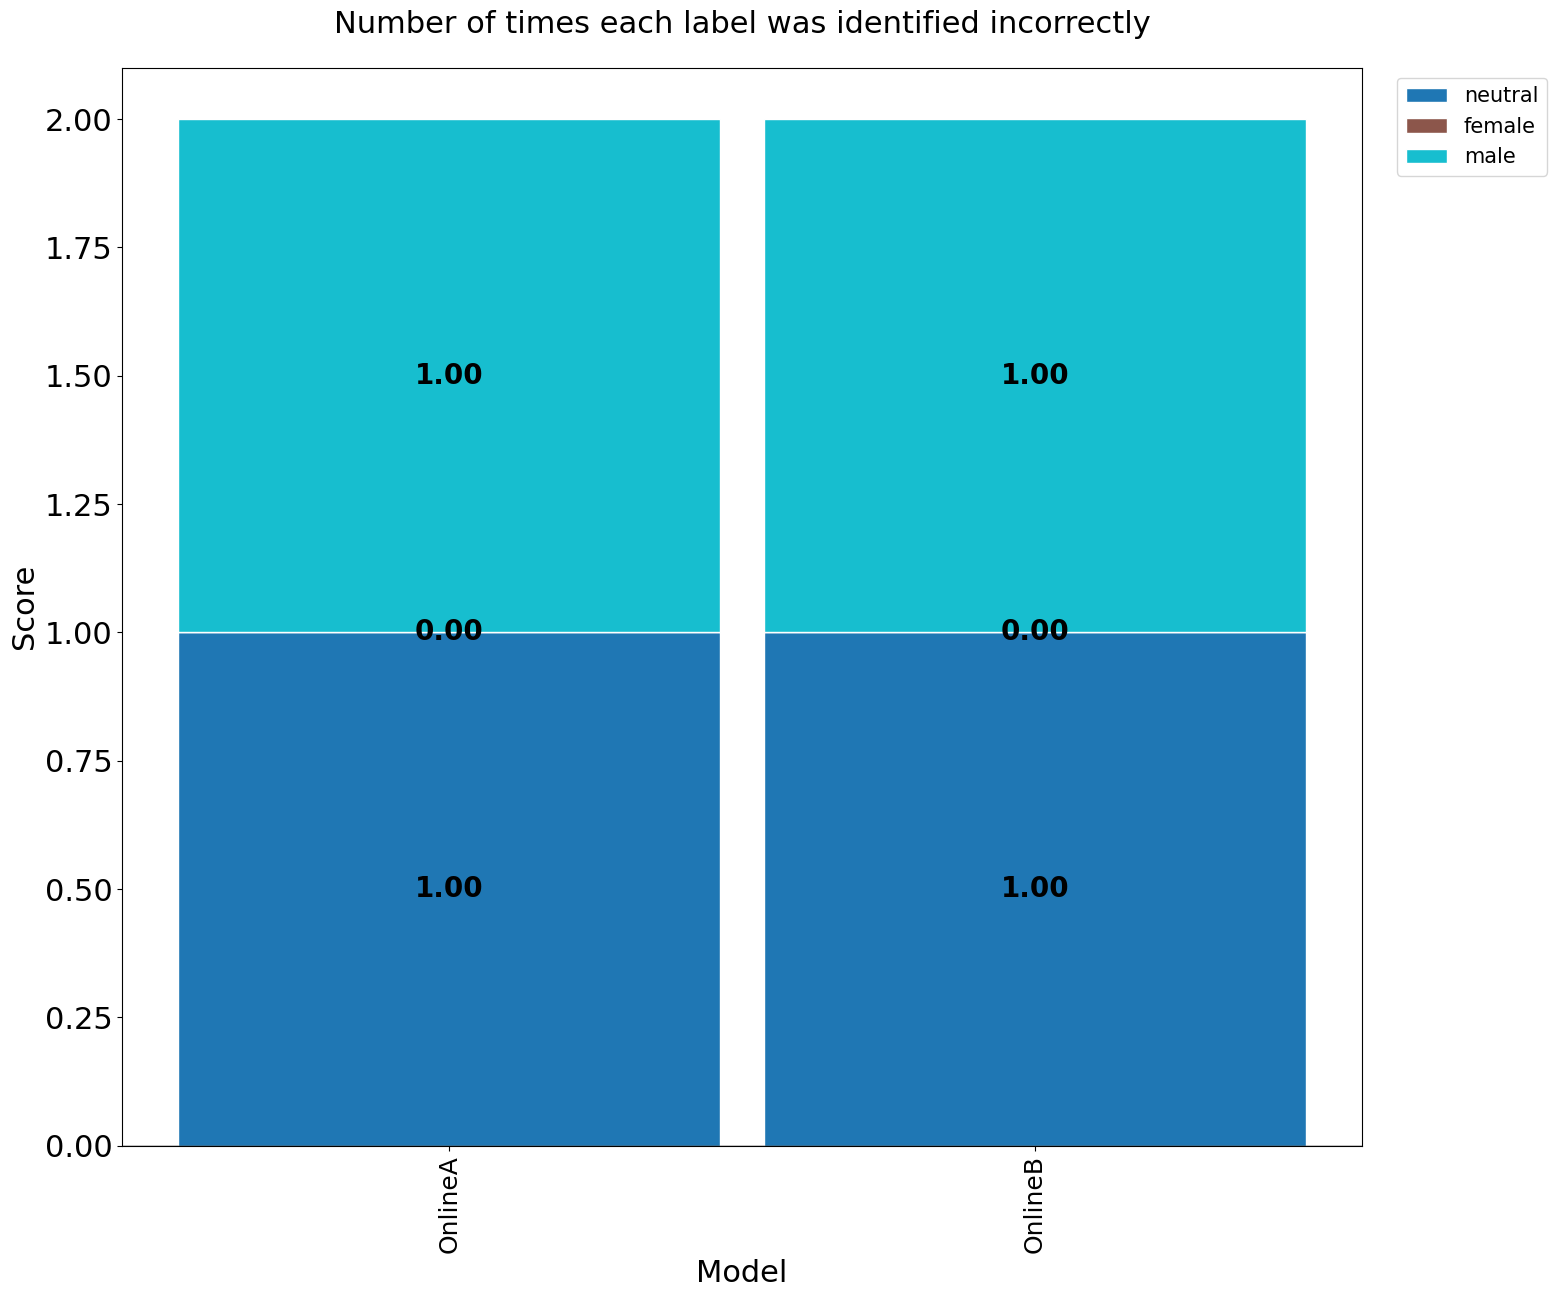 Number of times each label was identified incorrectly
neutral
female
male
2.00
1.75
1.50
1.25
1.00
0.75
0.50
0.25
0.00
Score
1.00
1.00
0.00
0.00
1.00
1.00
OnlineA
OnlineB
Model